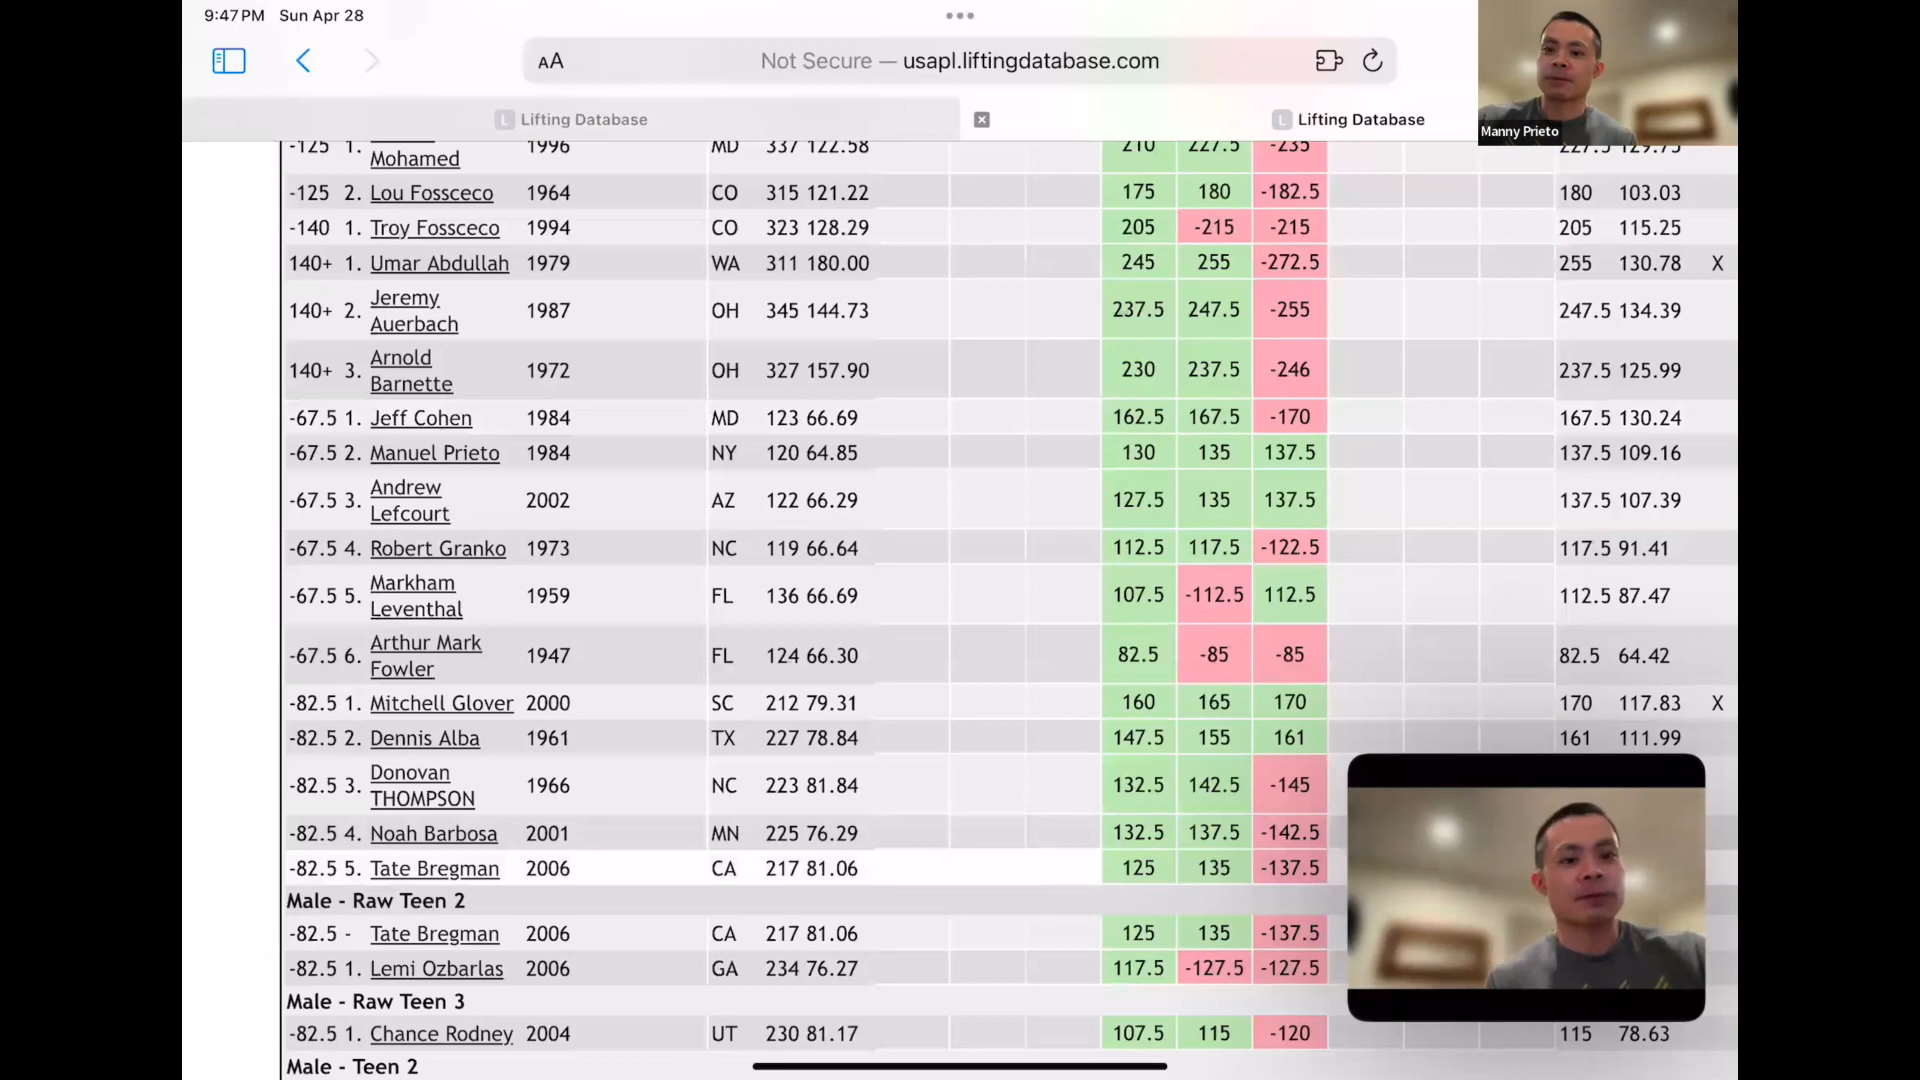 9:47 PM Sun Apr 28
AA Not Secure — usapl.liftingdatabase.com
L Lifting Database
L Lifting Database
Manny Prieto
-125 1. Mohamed 1996 MD 337 122.58 210 227.5 -235 227.5 129.75
-125 2. Lou Fossceco 1964 CO 315 121.22 175 180 -182.5 180 103.03
-140 1. Troy Fossceco 1994 CO 323 128.29 205 -215 -215 205 115.25
140+ 1. Umar Abdullah 1979 WA 311 180.00 245 255 -272.5 255 130.78 X
140+ 2. Jeremy Auerbach 1987 OH 345 144.73 237.5 247.5 -255 247.5 134.39
140+ 3. Arnold Barnette 1972 OH 327 157.90 230 237.5 -246 237.5 125.99
-67.5 1. Jeff Cohen 1984 MD 123 66.69 162.5 167.5 -170 167.5 130.24
-67.5 2. Manuel Prieto 1984 NY 120 64.85 130 135 137.5 137.5 109.16
-67.5 3. Andrew Lefcourt 2002 AZ 122 66.29 127.5 135 137.5 137.5 107.39
-67.5 4. Robert Granko 1973 NC 119 66.64 112.5 117.5 -122.5 117.5 91.41
-67.5 5. Markham Leventhal 1959 FL 136 66.69 107.5 -112.5 112.5 112.5 87.47
-67.5 6. Arthur Mark Fowler 1947 FL 124 66.30 82.5 -85 -85 82.5 64.42
-82.5 1. Mitchell Glover 2000 SC 212 79.31 160 165 170 170 117.83 X
-82.5 2. Dennis Alba 1961 TX 227 78.84 147.5 155 161 161 111.99
-82.5 3. Donovan THOMPSON 1966 NC 223 81.84 132.5 142.5 -145
-82.5 4. Noah Barbosa 2001 MN 225 76.29 132.5 137.5 -142.5
-82.5 5. Tate Bregman 2006 CA 217 81.06 125 135 -137.5
Male - Raw Teen 2
-82.5 - Tate Bregman 2006 CA 217 81.06 125 135 -137.5
-82.5 1. Lemi Ozbarlas 2006 GA 234 76.27 117.5 -127.5 -127.5
Male - Raw Teen 3
-82.5 1. Chance Rodney 2004 UT 230 81.17 107.5 115 -120 115 78.63
Male - Teen 2